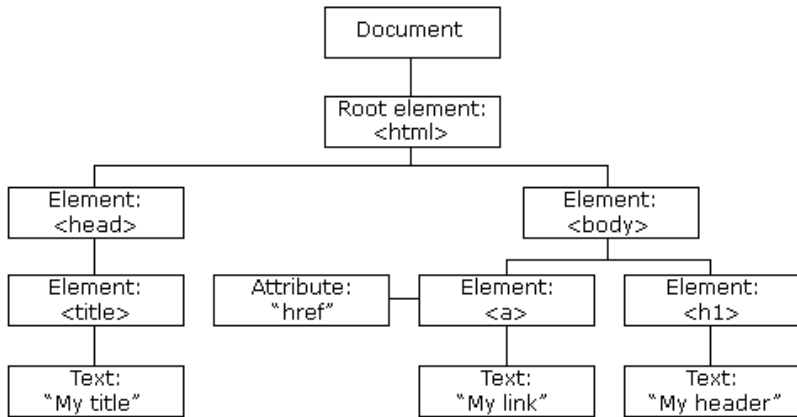 Document
Root element:
<html>
Element:
<head>
Element:
<body>
Element:
<title>
Attribute:
“href”
Element:
<a>
Element:
<h1>
Text:
“My title”
Text:
“My link”
Text:
“My header”